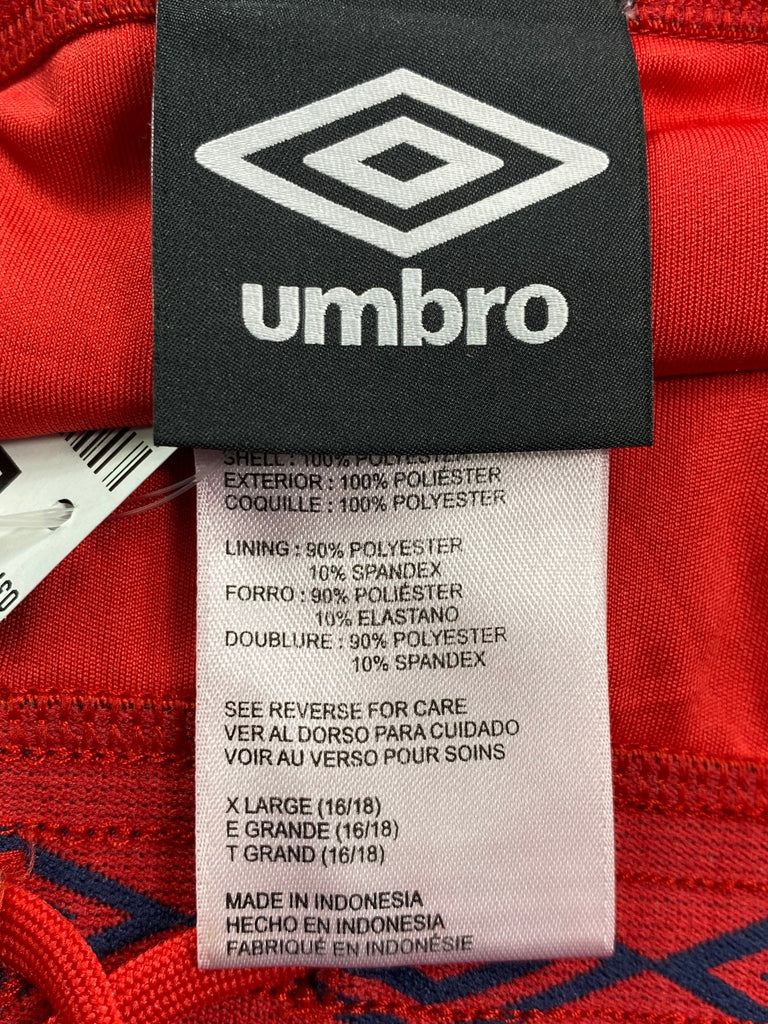 umbro
SHELL : 100% POLYESTER
EXTERIOR : 100% POLIÉSTER
COQUILLE : 100% POLYESTER
LINING : 90% POLYESTER
10% SPANDEX
FORRO : 90% POLIÉSTER
10% ELASTANO
DOUBLURE : 90% POLYESTER
10% SPANDEX
SEE REVERSE FOR CARE
VER AL DORSO PARA CUIDADO
VOIR AU VERSO POUR SOINS
X LARGE (16/18)
E GRANDE (16/18)
T GRAND (16/18)
MADE IN INDONESIA
HECHO EN INDONESIA
FABRIQUÉ EN INDONÉSIE